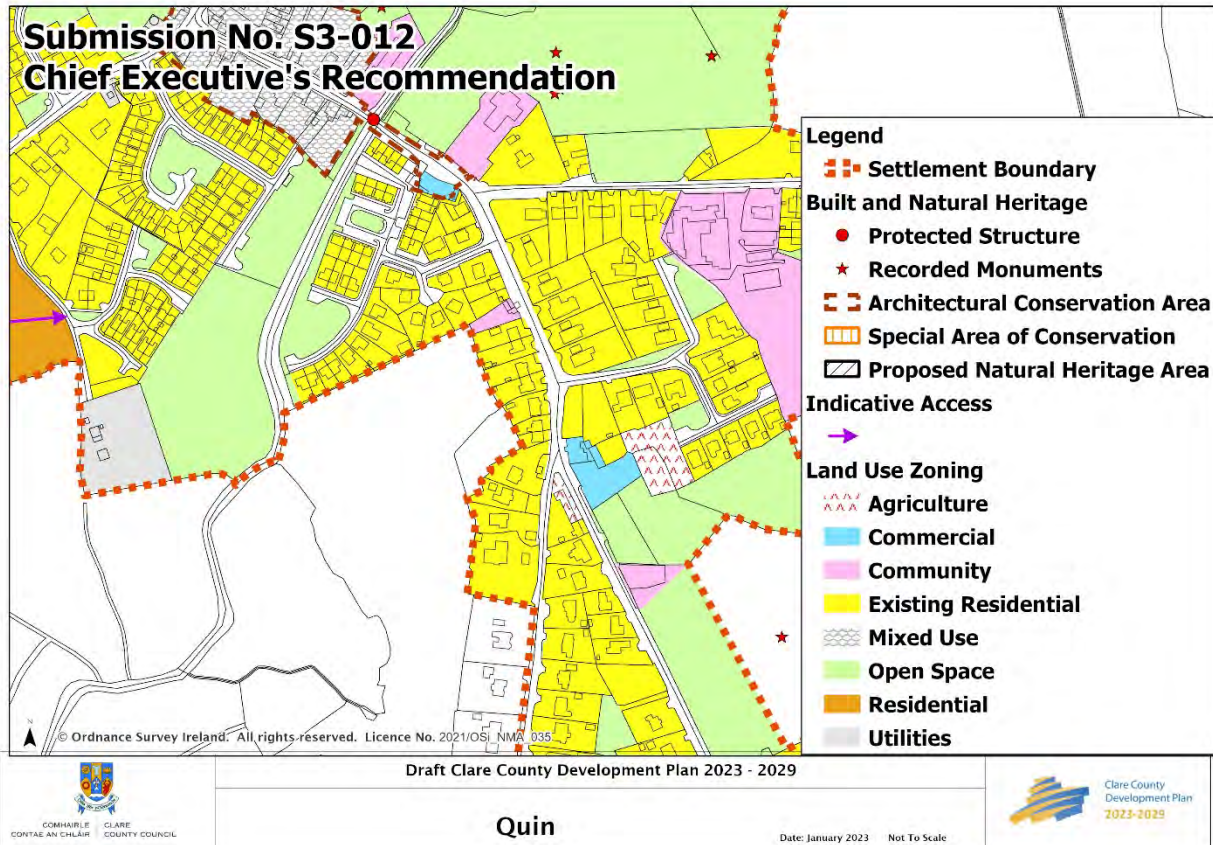 Submission No. S3-012
Chief Executive's Recommendation
Legend
Settlement Boundary
Built and Natural Heritage
Protected Structure
Recorded Monuments
Architectural Conservation Area
Special Area of Conservation
Proposed Natural Heritage Area
Indicative Access
Land Use Zoning
Agriculture
Commercial
Community
Existing Residential
Mixed Use
Open Space
Residential
Utilities
N
© Ordnance Survey Ireland. All rights reserved. Licence No. 2021/OSi_NMA_035
Draft Clare County Development Plan 2023 - 2029
COMHAIRLE CLARE
CONTAE AN CHLÁIR COUNTY COUNCIL
Quin
Date: January 2023 Not To Scale
Clare County
Development Plan
2023-2029